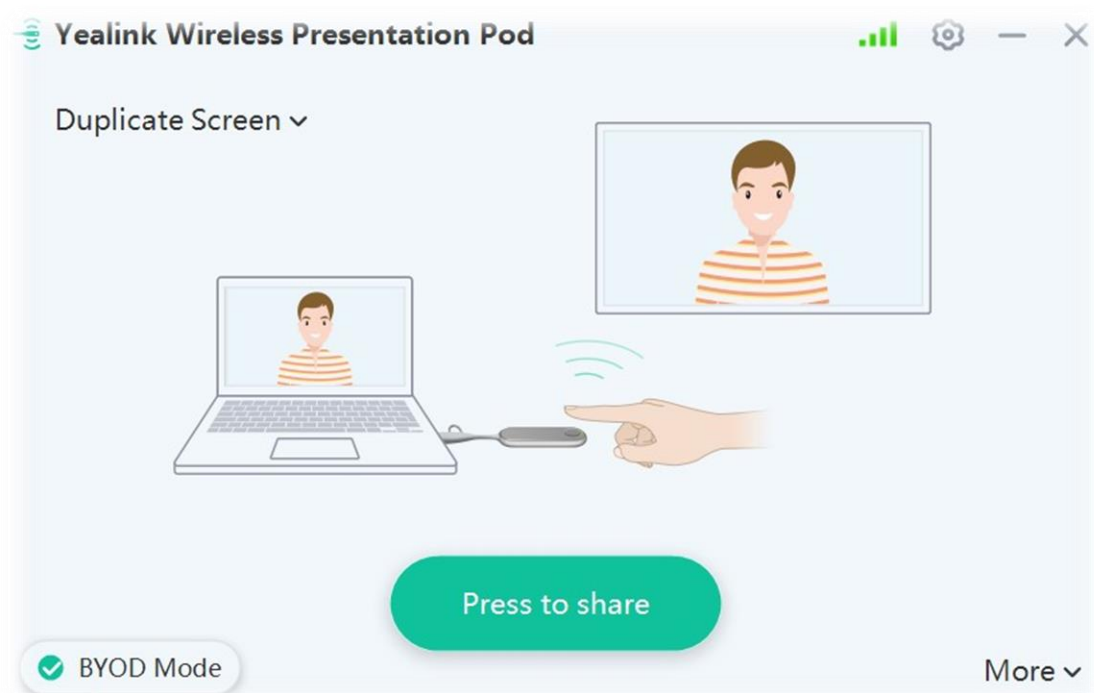 Yealink Wireless Presentation Pod
Duplicate Screen
Press to share
BYOD Mode
More